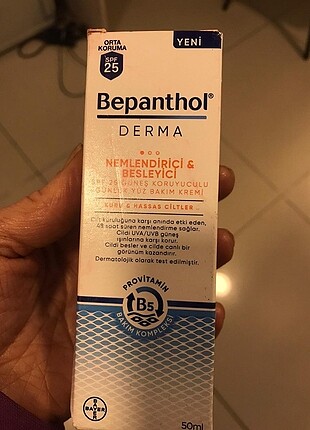 ORTA
KORUMA
SPF
25
YENİ
Bepanthol®
DERMA
NEMLENDİRİCİ &
BESLEYİCİ
SPF 25 GÜNEŞ KORUYUCULU
GÜNLÜK YÜZ BAKIM KREMİ
KURU & HASSAS CİLTLER
Cilt kuruluğuna karşı anında etki eden,
48 saat süren nemlendirme sağlar.
Cildi UVA/UVB güneş
ışınlarına karşı korur.
Cildi besler ve cilde canlı bir
görünüm kazandırır.
Dermatolojik olarak test edilmiştir.
PROVİTAMİN
B5
BAKIM KOMPLEKSİ
BAYER
50ml